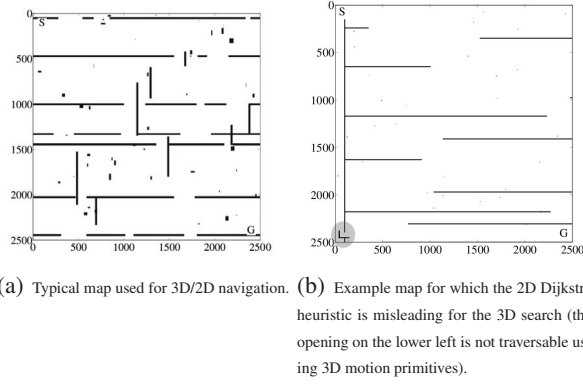 0
S
500
1000
1500
2000
G
2500
0 500 1000 1500 2000 2500
0
S
500
1000
1500
2000
G
2500
0 500 1000 1500 2000 2500
(a) Typical map used for 3D/2D navigation.
(b) Example map for which the 2D Dijkstr
heuristic is misleading for the 3D search (th
opening on the lower left is not traversable us
ing 3D motion primitives).